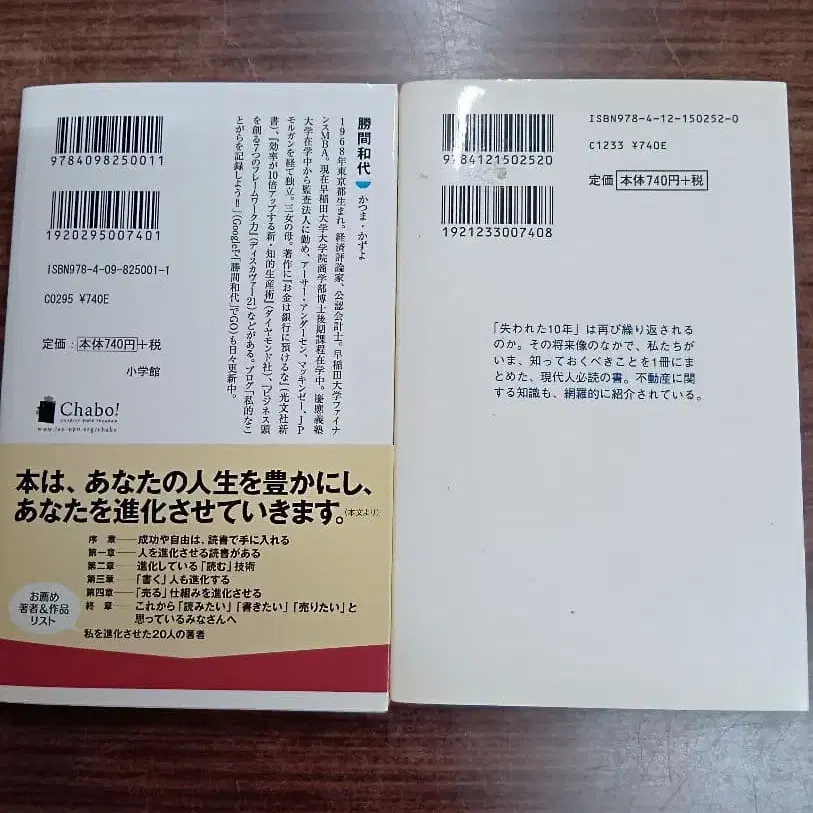 9784098250011
1920295007401
ISBN978-4-09-825001-1
C0295 ¥740E
定価：本体740円+税
小学館
Chabo!
www.jen-npo.org/chabo
勝間和代 かつま・かずよ
1968年東京都生まれ。経済評論家、公認会計士。早稲田大学ファイナ
ンスMBA。現在早稲田大学大学院商学部博士後期課程在学中。慶應義塾
大学在学中から監査法人に勤め、アーサー・アンダーセン、マッキンゼー、JP
モルガンを経て独立。三女の母。著作に『お金は銀行に預けるな』(光文社新
書)、『効率が10倍アップする新・知的生産術』(ダイヤモンド社)、『ビジネス頭
を創る7つのフレームワーク力』(ディスカヴァー21)などがある。ブログ「私的なこ
とがらを記録しよう!!」(Googleで「勝間和代」でGO)も日々更新中。
本は、あなたの人生を豊かにし、
あなたを進化させていきます。(本文より)
序 章──成功や自由は、読書で手に入れる
第一章──人を進化させる読書がある
第二章──進化している「読む」技術
第三章──「書く」人も進化する
第四章──「売る」仕組みを進化させる
終 章──これから「読みたい」「書きたい」「売りたい」と
思っているみなさんへ
お薦め
著者&作品
リスト
私を進化させた20人の著者
9784121502520
1921233007408
ISBN978-4-12-150252-0
C1233 ¥740E
定価 本体740円+税
「失われた10年」は再び繰り返される
のか。その将来像のなかで、私たちが
いま、知っておくべきことを1冊にま
とめた、現代人必読の書。不動産に関
する知識も、網羅的に紹介されている。